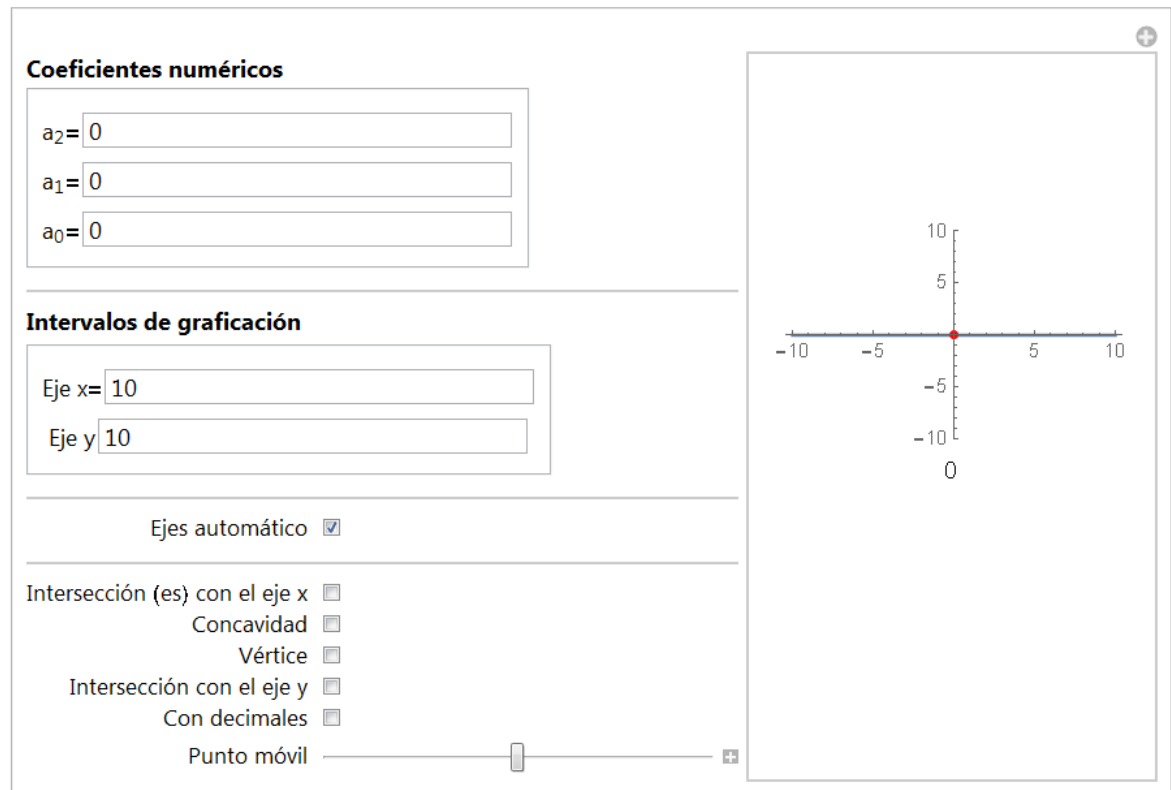 Coeficientes numéricos
a₂= 0
a₁= 0
a₀= 0
Intervalos de graficación
Eje x= 10
Eje y 10
Ejes automático
Intersección (es) con el eje x
Concavidad
Vértice
Intersección con el eje y
Con decimales
Punto móvil
10
5
-10 -5 5 10
-5
-10
0